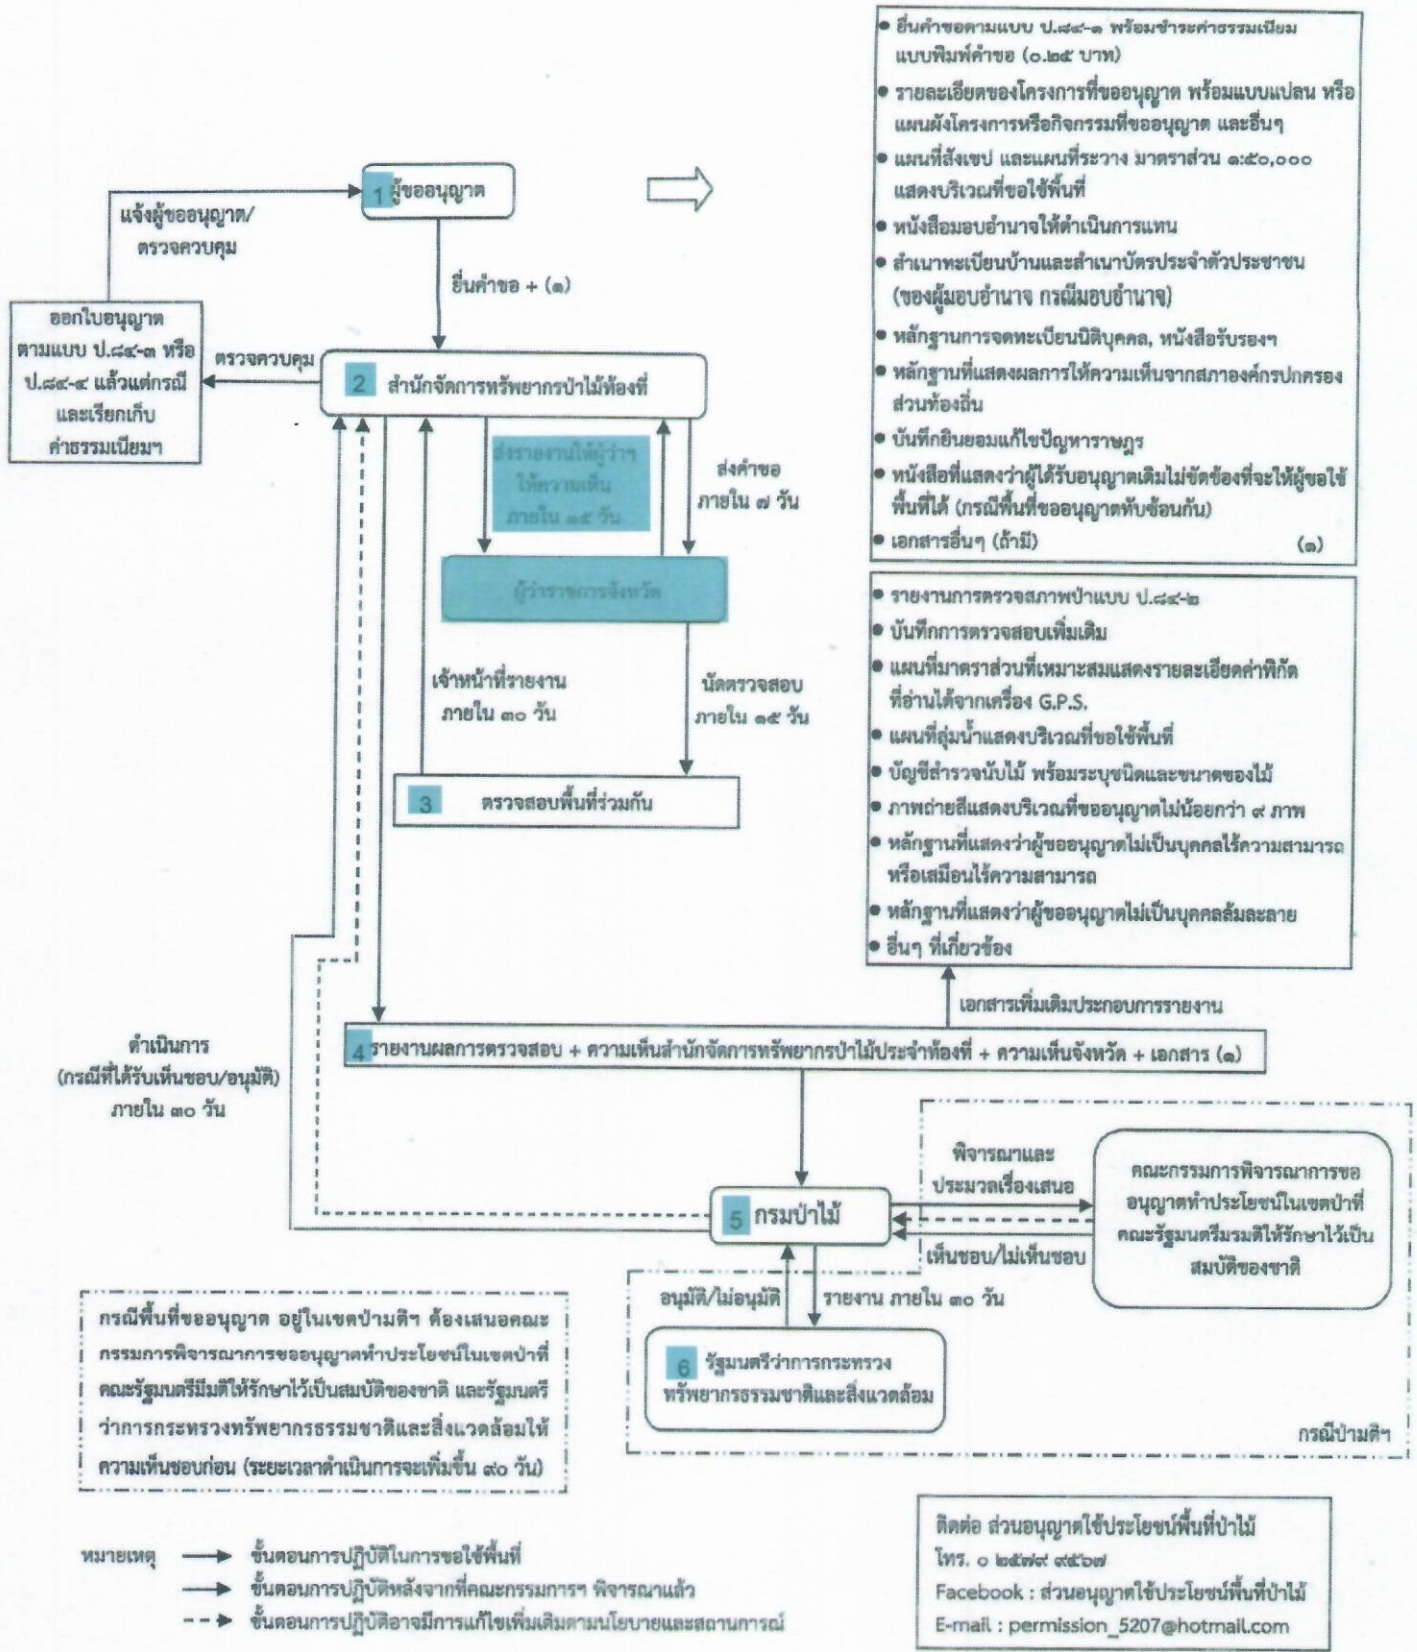 ● ยื่นคำขอตามแบบ ป.๘๔-๑ พร้อมชำระค่าธรรมเนียม
แบบพิมพ์คำขอ (๐.๒๕ บาท)
● รายละเอียดของโครงการที่ขออนุญาต พร้อมแบบแปลน หรือ
แผนผังโครงการหรือกิจกรรมที่ขออนุญาต และอื่นๆ
● แผนที่สังเขป และแผนที่ระวาง มาตราส่วน ๑:๕๐,๐๐๐
แสดงบริเวณที่ขอใช้พื้นที่
● หนังสือมอบอำนาจให้ดำเนินการแทน
● สำเนาทะเบียนบ้านและสำเนาบัตรประจำตัวประชาชน
(ของผู้มอบอำนาจ กรณีมอบอำนาจ)
● หลักฐานการจดทะเบียนนิติบุคคล, หนังสือรับรองฯ
● หลักฐานที่แสดงผลการให้ความเห็นจากสภาองค์กรปกครอง
ส่วนท้องถิ่น
● บันทึกยินยอมแก้ไขปัญหาราษฎร
● หนังสือที่แสดงว่าผู้ได้รับอนุญาตเดิมไม่ขัดข้องที่จะให้ผู้ขอใช้
พื้นที่ได้ (กรณีพื้นที่ขออนุญาตทับซ้อนกัน)
● เอกสารอื่นๆ (ถ้ามี) (๑)
1 ผู้ขออนุญาต
แจ้งผู้ขออนุญาต/
ตรวจควบคุม
ยื่นคำขอ + (๑)
ออกใบอนุญาต
ตามแบบ ป.๘๔-๓ หรือ
ป.๘๔-๔ แล้วแต่กรณี
และเรียกเก็บ
ค่าธรรมเนียมฯ
ตรวจควบคุม
2 สำนักจัดการทรัพยากรป่าไม้ท้องที่
ส่งรายงานให้ผู้ว่าฯ
ให้ความเห็น
ภายใน ๑๕ วัน
ส่งคำขอ
ภายใน ๗ วัน
ผู้ว่าราชการจังหวัด
เจ้าหน้าที่รายงาน
ภายใน ๓๐ วัน
นัดตรวจสอบ
ภายใน ๑๕ วัน
3 ตรวจสอบพื้นที่ร่วมกัน
● รายงานการตรวจสภาพป่าแบบ ป.๘๔-๒
● บันทึกการตรวจสอบเพิ่มเติม
● แผนที่มาตราส่วนที่เหมาะสมแสดงรายละเอียดค่าพิกัด
ที่อ่านได้จากเครื่อง G.P.S.
● แผนที่ลุ่มน้ำแสดงบริเวณที่ขอใช้พื้นที่
● บัญชีสำรวจนับไม้ พร้อมระบุชนิดและขนาดของไม้
● ภาพถ่ายสีแสดงบริเวณที่ขออนุญาตไม่น้อยกว่า ๙ ภาพ
● หลักฐานที่แสดงว่าผู้ขออนุญาตไม่เป็นบุคคลไร้ความสามารถ
หรือเสมือนไร้ความสามารถ
● หลักฐานที่แสดงว่าผู้ขออนุญาตไม่เป็นบุคคลล้มละลาย
● อื่นๆ ที่เกี่ยวข้อง
เอกสารเพิ่มเติมประกอบการรายงาน
4 รายงานผลการตรวจสอบ + ความเห็นสำนักจัดการทรัพยากรป่าไม้ประจำท้องที่ + ความเห็นจังหวัด + เอกสาร (๑)
ดำเนินการ
(กรณีที่ได้รับเห็นชอบ/อนุมัติ)
ภายใน ๓๐ วัน
5 กรมป่าไม้
พิจารณาและ
ประมวลเรื่องเสนอ
เห็นชอบ/ไม่เห็นชอบ
คณะกรรมการพิจารณาการขอ
อนุญาตทำประโยชน์ในเขตป่าที่
คณะรัฐมนตรีมรมติให้รักษาไว้เป็น
สมบัติของชาติ
อนุมัติ/ไม่อนุมัติ
รายงาน ภายใน ๓๐ วัน
6 รัฐมนตรีว่าการกระทรวง
ทรัพยากรธรรมชาติและสิ่งแวดล้อม
กรณีป่ามติฯ
กรณีพื้นที่ขออนุญาต อยู่ในเขตป่ามติฯ ต้องเสนอคณะ
กรรมการพิจารณาการขออนุญาตทำประโยชน์ในเขตป่าที่
คณะรัฐมนตรีมีมติให้รักษาไว้เป็นสมบัติของชาติ และรัฐมนตรี
ว่าการกระทรวงทรัพยากรธรรมชาติและสิ่งแวดล้อมให้
ความเห็นชอบก่อน (ระยะเวลาดำเนินการจะเพิ่มขึ้น ๙๐ วัน)
หมายเหตุ ขั้นตอนการปฏิบัติในการขอใช้พื้นที่
ขั้นตอนการปฏิบัติหลังจากที่คณะกรรมการฯ พิจารณาแล้ว
ขั้นตอนการปฏิบัติอาจมีการแก้ไขเพิ่มเติมตามนโยบายและสถานการณ์
ติดต่อ ส่วนอนุญาตใช้ประโยชน์พื้นที่ป่าไม้
โทร. ๐ ๒๕๗๙ ๙๕๖๗
Facebook : ส่วนอนุญาตใช้ประโยชน์พื้นที่ป่าไม้
E-mail : permission_5207@hotmail.com